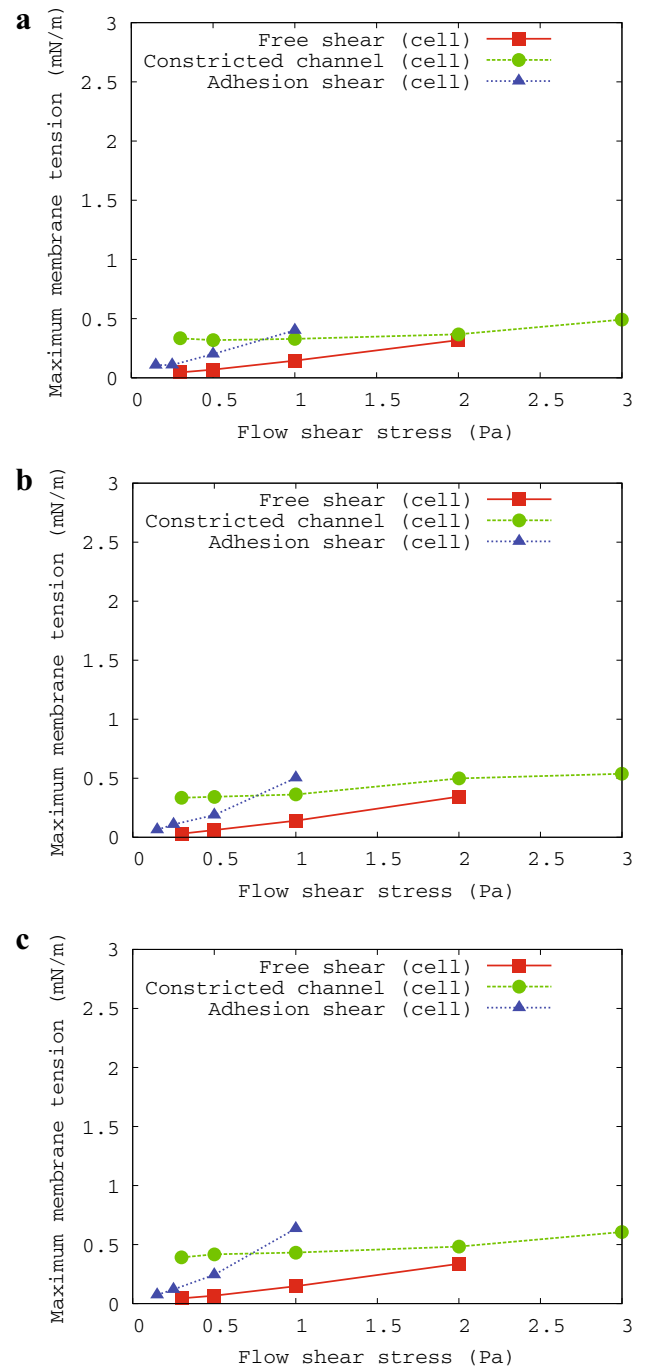 a
Maximum membrane tension (mN/m)
3
2.5
2
1.5
1
0.5
0
Free shear (cell)
Constricted channel (cell)
Adhesion shear (cell)
0 0.5 1 1.5 2 2.5 3
Flow shear stress (Pa)
b
Maximum membrane tension (mN/m)
3
2.5
2
1.5
1
0.5
0
Free shear (cell)
Constricted channel (cell)
Adhesion shear (cell)
0 0.5 1 1.5 2 2.5 3
Flow shear stress (Pa)
c
Maximum membrane tension (mN/m)
3
2.5
2
1.5
1
0.5
0
Free shear (cell)
Constricted channel (cell)
Adhesion shear (cell)
0 0.5 1 1.5 2 2.5 3
Flow shear stress (Pa)